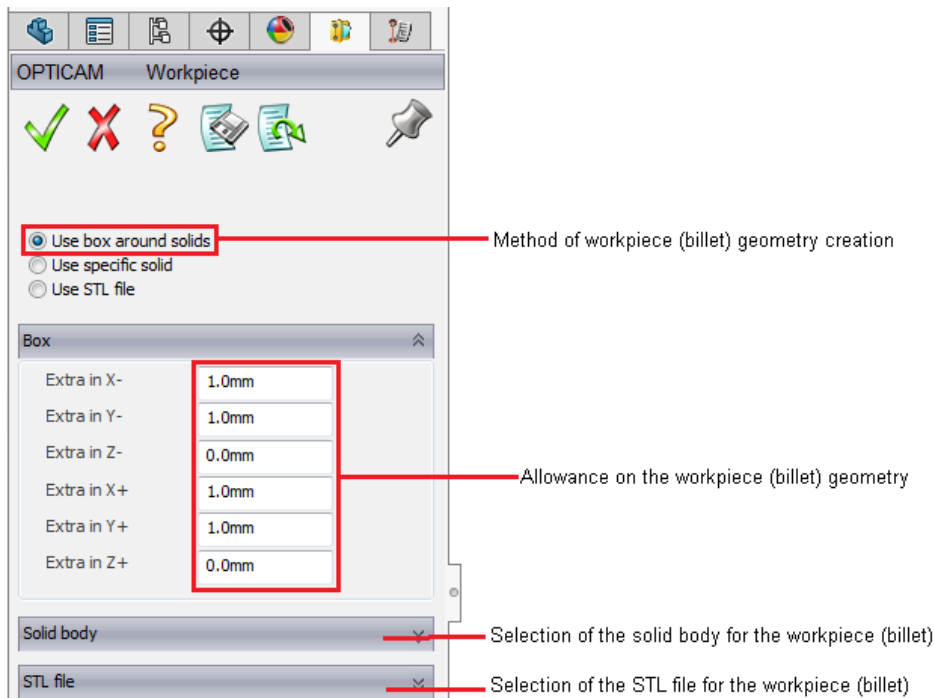 OPTICAM Workpiece
Use box around solids
Method of workpiece (billet) geometry creation
Use specific solid
Use STL file
Box
Extra in X- 1.0mm
Extra in Y- 1.0mm
Extra in Z- 0.0mm
Allowance on the workpiece (billet) geometry
Extra in X+ 1.0mm
Extra in Y+ 1.0mm
Extra in Z+ 0.0mm
Solid body
Selection of the solid body for the workpiece (billet)
STL file
Selection of the STL file for the workpiece (billet)